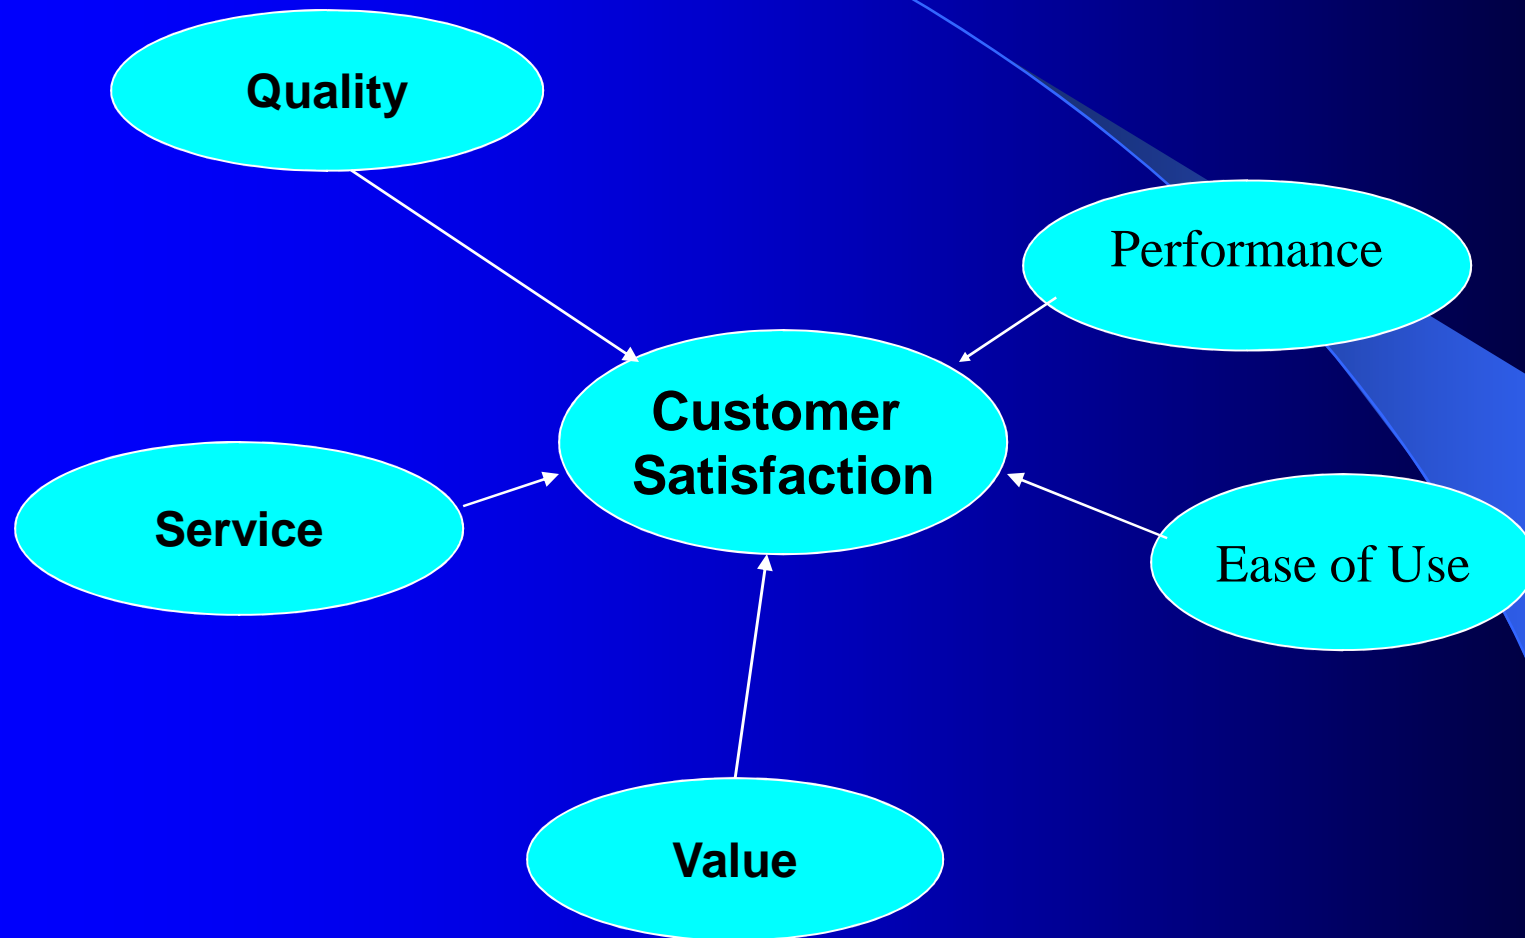 Quality
Performance
Customer
Satisfaction
Service
Ease of Use
Value